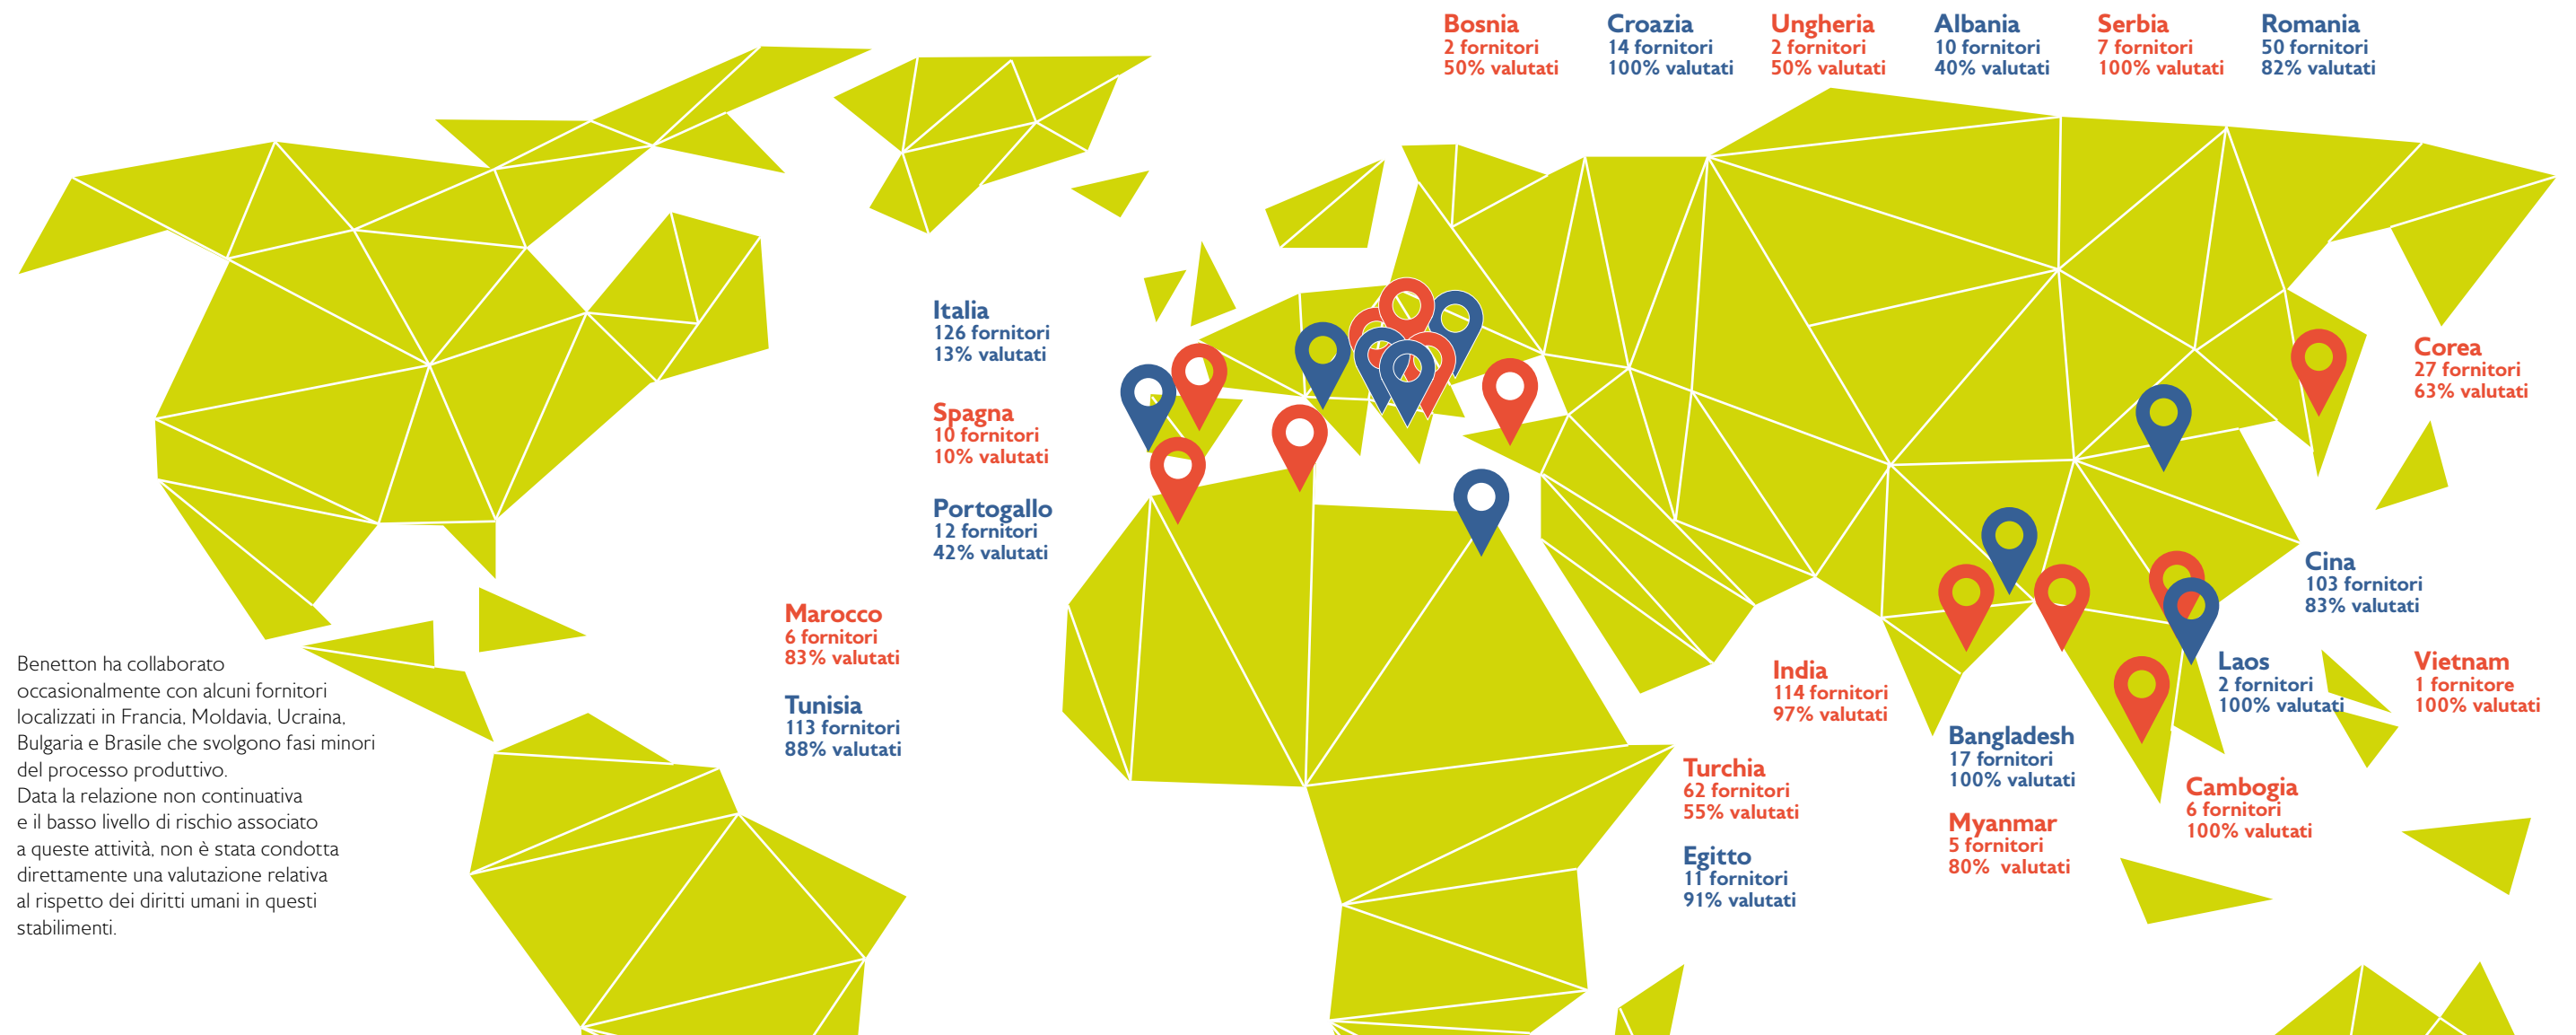 Bosnia
2 fornitori
50% valutati
Croazia
14 fornitori
100% valutati
Ungheria
2 fornitori
50% valutati
Albania
10 fornitori
40% valutati
Serbia
7 fornitori
100% valutati
Romania
50 fornitori
82% valutati
Italia
126 fornitori
13% valutati
Spagna
10 fornitori
10% valutati
Portogallo
12 fornitori
42% valutati
Marocco
6 fornitori
83% valutati
Tunisia
113 fornitori
88% valutati
Corea
27 fornitori
63% valutati
Cina
103 fornitori
83% valutati
Laos
2 fornitori
100% valutati
Vietnam
1 fornitore
100% valutati
India
114 fornitori
97% valutati
Bangladesh
17 fornitori
100% valutati
Turchia
62 fornitori
55% valutati
Cambogia
6 fornitori
100% valutati
Myanmar
5 fornitori
80% valutati
Egitto
11 fornitori
91% valutati
Benetton ha collaborato
occasionalmente con alcuni fornitori
localizzati in Francia, Moldavia, Ucraina,
Bulgaria e Brasile che svolgono fasi minori
del processo produttivo.
Data la relazione non continuativa
e il basso livello di rischio associato
a queste attività, non è stata condotta
direttamente una valutazione relativa
al rispetto dei diritti umani in questi
stabilimenti.